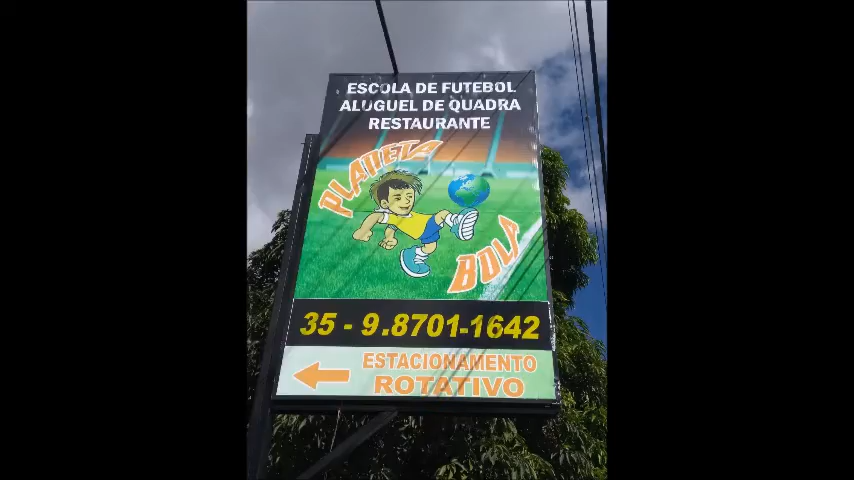 ESCOLA DE FUTEBOL
ALUGUEL DE QUADRA
RESTAURANTE
PLANETA
BOLA
35 - 9.8701-1642
ESTACIONAMENTO
ROTATIVO